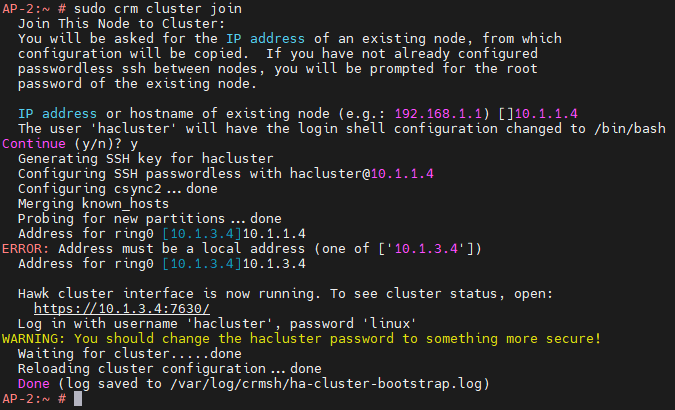 AP-2:~ # sudo crm cluster join
Join This Node to Cluster:
You will be asked for the IP address of an existing node, from which
configuration will be copied.  If you have not already configured
passwordless ssh between nodes, you will be prompted for the root
password of the existing node.
IP address or hostname of existing node (e.g.: 192.168.1.1) []10.1.1.4
The user 'hacluster' will have the login shell configuration changed to /bin/bash
Continue (y/n)? y
Generating SSH key for hacluster
Configuring SSH passwordless with hacluster@10.1.1.4
Configuring csync2...done
Merging known_hosts
Probing for new partitions...done
Address for ring0 [10.1.3.4]10.1.1.4
ERROR: Address must be a local address (one of ['10.1.3.4'])
Address for ring0 [10.1.3.4]10.1.3.4
Hawk cluster interface is now running. To see cluster status, open:
https://10.1.3.4:7630/
Log in with username 'hacluster', password 'linux'
WARNING: You should change the hacluster password to something more secure!
Waiting for cluster.....done
Reloading cluster configuration...done
Done (log saved to /var/log/crmsh/ha-cluster-bootstrap.log)
AP-2:~ #